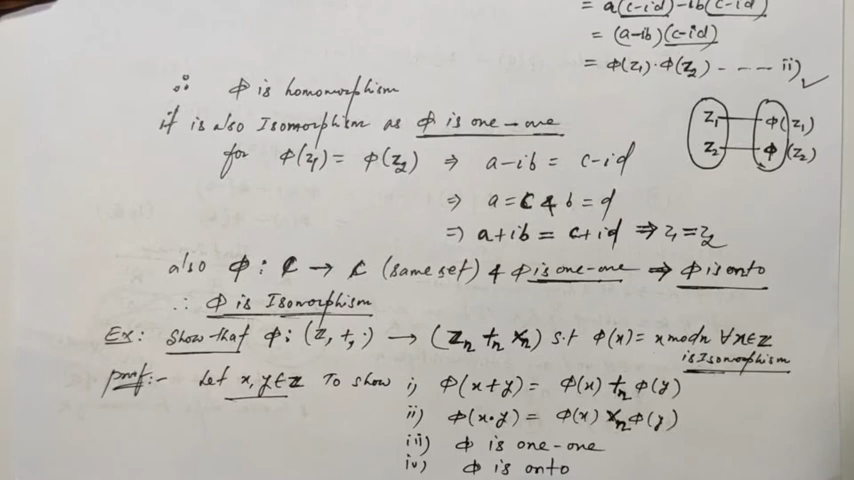 = a(c-id)-ib(c-id)
= (a-ib)(c-id)
= Φ(z₁)·Φ(z₂) - - - - ii) ✓
∴ Φ is homomorphism
it is also Isomorphism as Φ is one-one
z₁ Φ(z₁)
z₂ Φ(z₂)
for Φ(z₁) = Φ(z₂) ⇒ a-ib = c-id
⇒ a = c & b = d
⇒ a+ib = c+id ⇒ z₁ = z₂
also Φ : ℂ → ℂ (same set) & Φ is one-one ⇒ Φ is onto
∴ Φ is Isomorphism
Ex: Show that Φ: (Z, +, ·) → (Zₙ +ₙ ×ₙ) s.t Φ(x) = x modn ∀ x∈Z
is Isomorphism
proof:- Let x, y ∈ Z To show i) Φ(x+y) = Φ(x) +ₙ Φ(y)
ii) Φ(x·y) = Φ(x) ×ₙ Φ(y)
iii) Φ is one-one
iv) Φ is onto